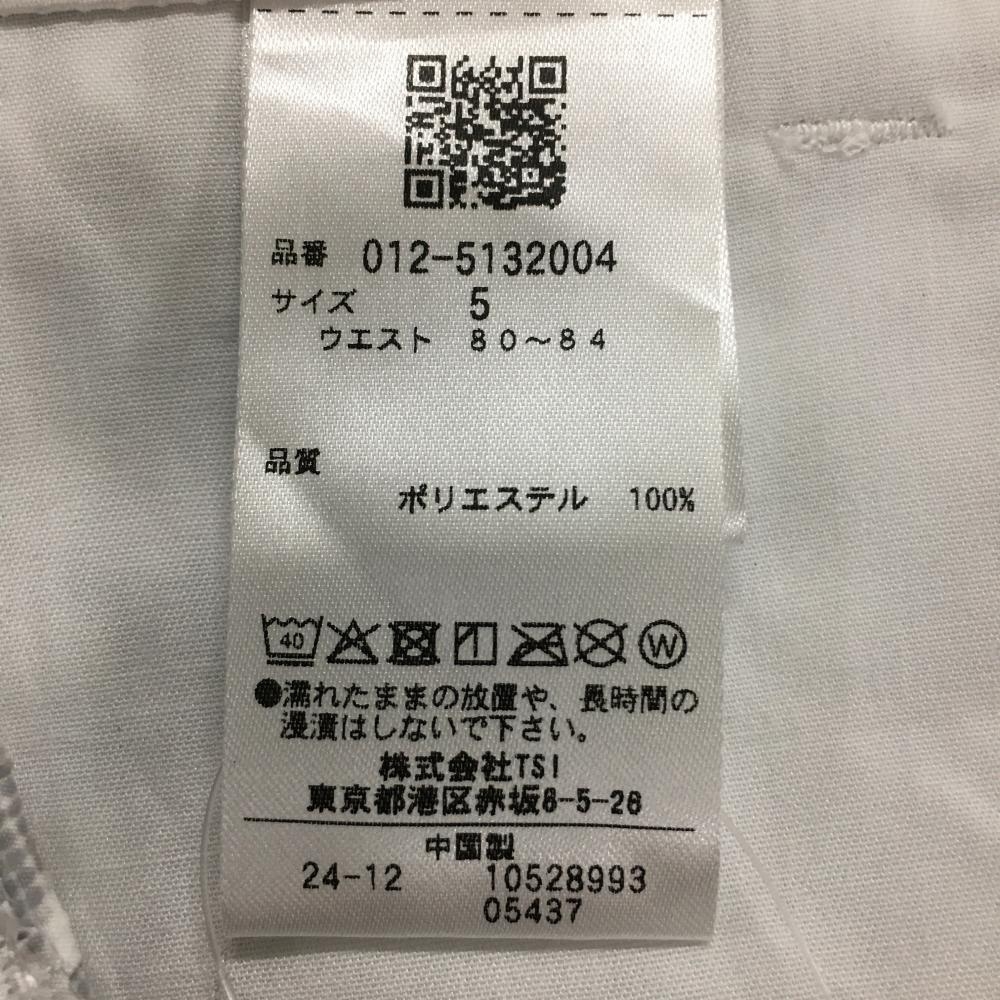 品番 012-5132004
サイズ 5
ウエスト 80~84
品質
ポリエステル 100%
40 W
●濡れたままの放置や、長時間の
浸漬はしないで下さい。
株式会社TSI
東京都港区赤坂8-5-26
中国製
24-12 10528993
05437